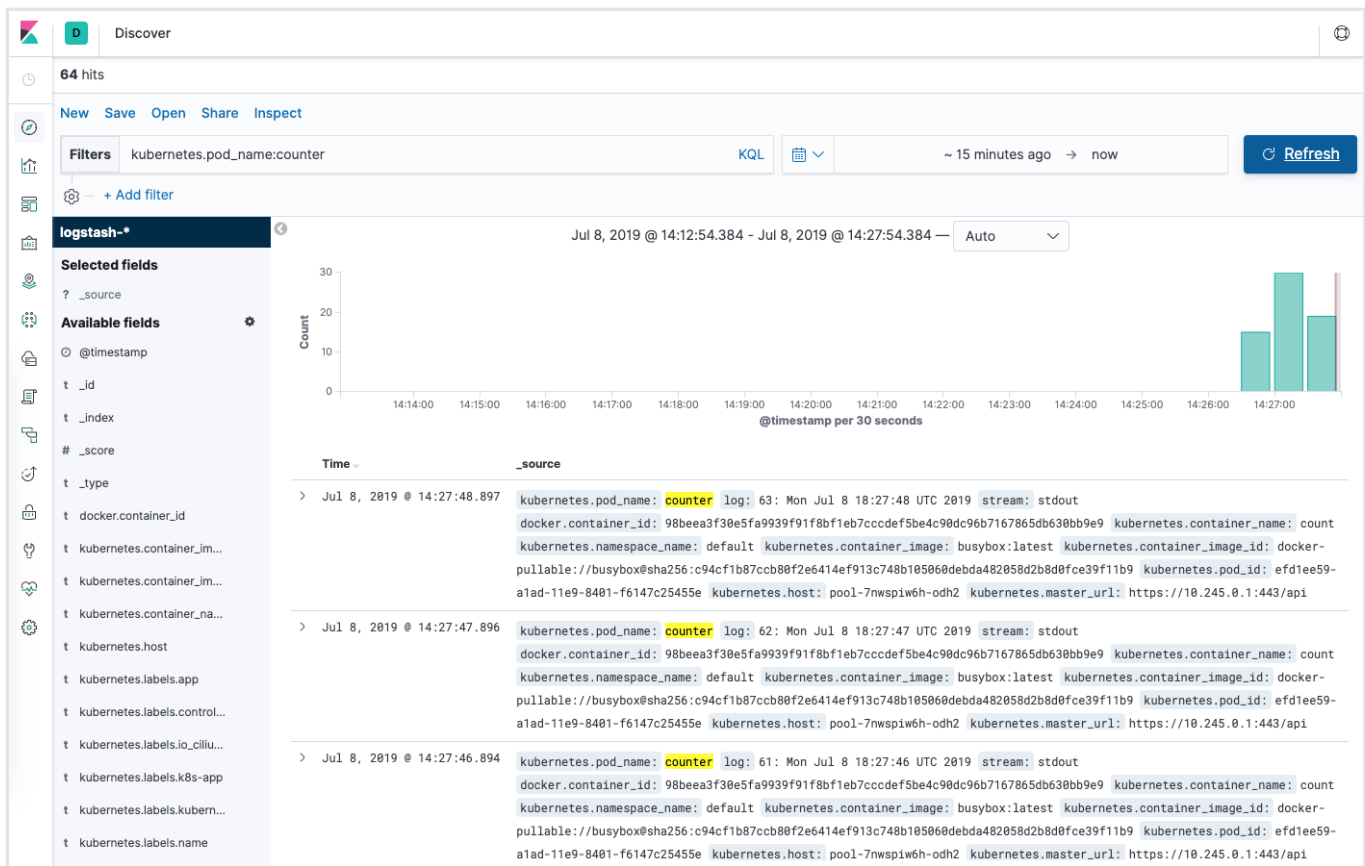 D Discover
64 hits
New Save Open Share Inspect
Filters kubernetes.pod_name:counter KQL ~ 15 minutes ago → now Refresh
+ Add filter
logstash-*
Selected fields
? _source
Available fields
@timestamp
t _id
t _index
# _score
t _type
t docker.container_id
t kubernetes.container_im...
t kubernetes.container_im...
t kubernetes.container_na...
t kubernetes.host
t kubernetes.labels.app
t kubernetes.labels.control...
t kubernetes.labels.io_ciliu...
t kubernetes.labels.k8s-app
t kubernetes.labels.kubern...
t kubernetes.labels.name
Jul 8, 2019 @ 14:12:54.384 - Jul 8, 2019 @ 14:27:54.384 — Auto
Count
30
20
10
0
14:14:00 14:15:00 14:16:00 14:17:00 14:18:00 14:19:00 14:20:00 14:21:00 14:22:00 14:23:00 14:24:00 14:25:00 14:26:00 14:27:00
@timestamp per 30 seconds
Time _source
Jul 8, 2019 @ 14:27:48.897 kubernetes.pod_name: counter log: 63: Mon Jul 8 18:27:48 UTC 2019 stream: stdout
docker.container_id: 98beea3f30e5fa9939f91f8bf1eb7cccdef5be4c90dc96b7167865db630bb9e9 kubernetes.container_name: count
kubernetes.namespace_name: default kubernetes.container_image: busybox:latest kubernetes.container_image_id: docker-
pullable://busybox@sha256:c94cf1b87ccb80f2e6414ef913c748b105060debda482058d2b8d0fce39f11b9 kubernetes.pod_id: efd1ee59-
a1ad-11e9-8401-f6147c25455e kubernetes.host: pool-7nwspiw6h-odh2 kubernetes.master_url: https://10.245.0.1:443/api
Jul 8, 2019 @ 14:27:47.896 kubernetes.pod_name: counter log: 62: Mon Jul 8 18:27:47 UTC 2019 stream: stdout
docker.container_id: 98beea3f30e5fa9939f91f8bf1eb7cccdef5be4c90dc96b7167865db630bb9e9 kubernetes.container_name: count
kubernetes.namespace_name: default kubernetes.container_image: busybox:latest kubernetes.container_image_id: docker-
pullable://busybox@sha256:c94cf1b87ccb80f2e6414ef913c748b105060debda482058d2b8d0fce39f11b9 kubernetes.pod_id: efd1ee59-
a1ad-11e9-8401-f6147c25455e kubernetes.host: pool-7nwspiw6h-odh2 kubernetes.master_url: https://10.245.0.1:443/api
Jul 8, 2019 @ 14:27:46.894 kubernetes.pod_name: counter log: 61: Mon Jul 8 18:27:46 UTC 2019 stream: stdout
docker.container_id: 98beea3f30e5fa9939f91f8bf1eb7cccdef5be4c90dc96b7167865db630bb9e9 kubernetes.container_name: count
kubernetes.namespace_name: default kubernetes.container_image: busybox:latest kubernetes.container_image_id: docker-
pullable://busybox@sha256:c94cf1b87ccb80f2e6414ef913c748b105060debda482058d2b8d0fce39f11b9 kubernetes.pod_id: efd1ee59-
a1ad-11e9-8401-f6147c25455e kubernetes.host: pool-7nwspiw6h-odh2 kubernetes.master_url: https://10.245.0.1:443/api